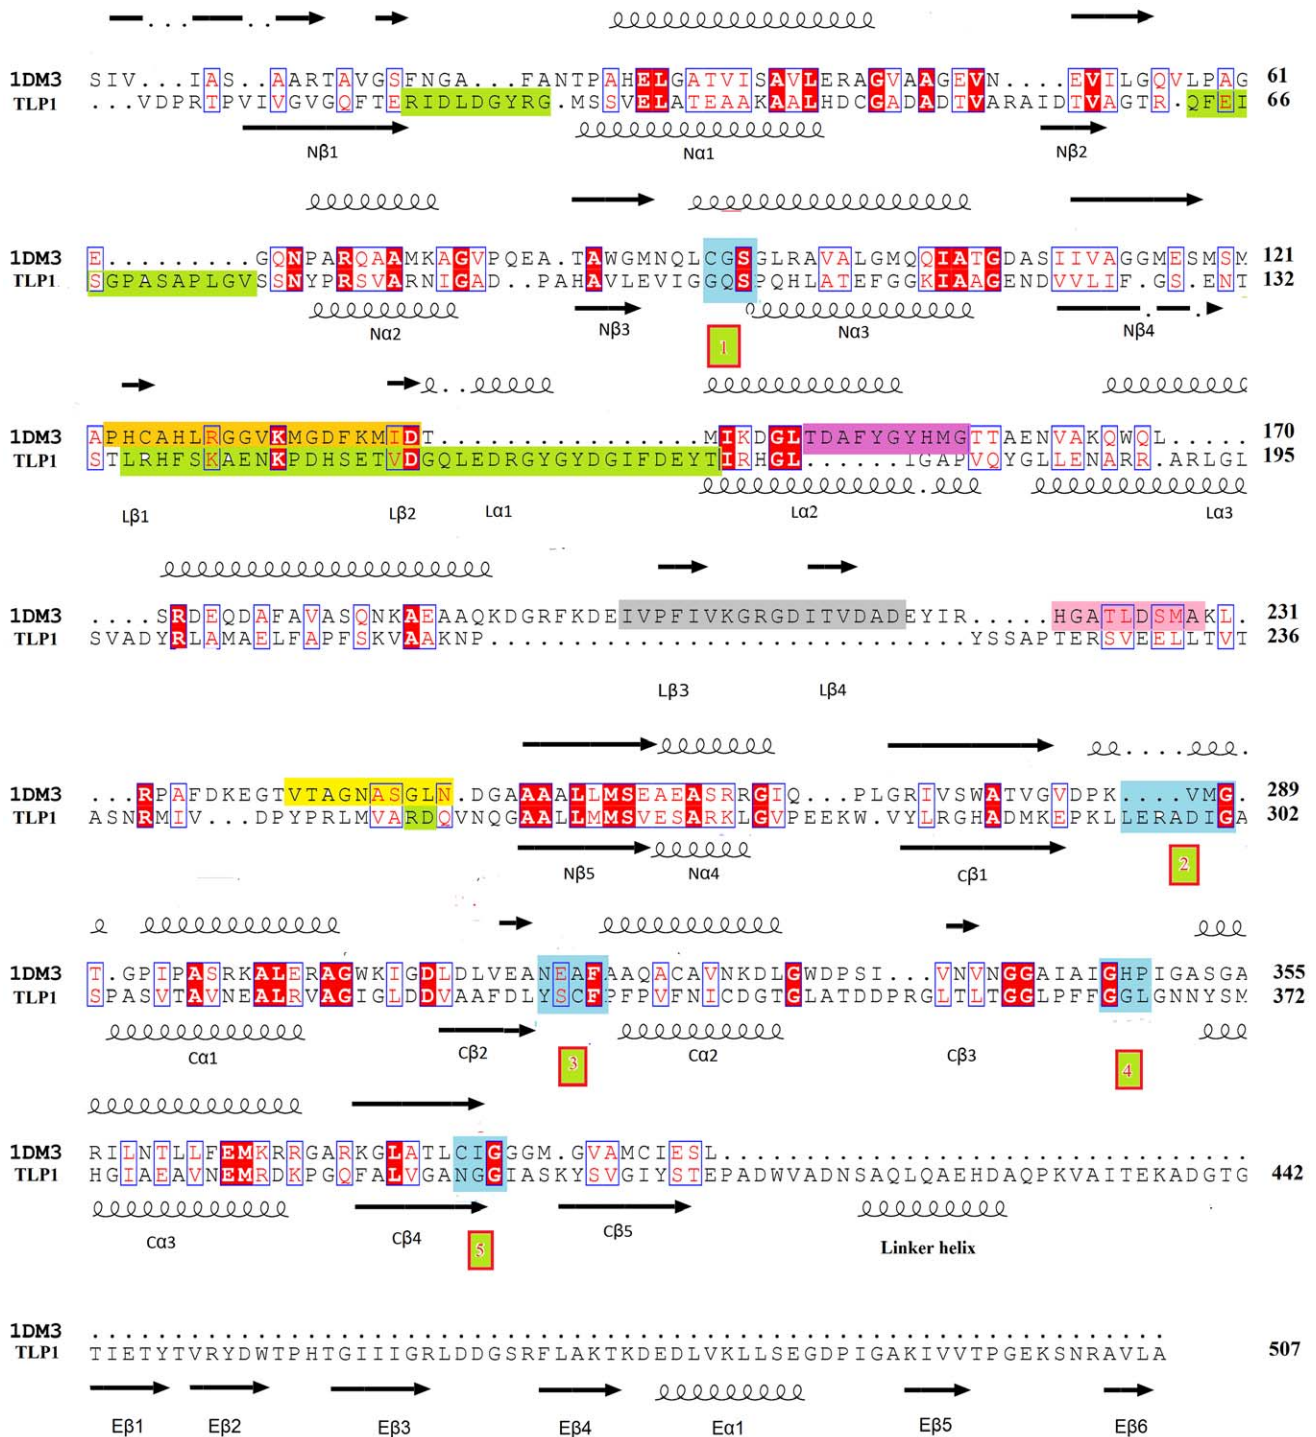 1DM3 SIV...IAS..AARTAVGSFNGA...FANTPAHELGATVISAVLERAGVAAGEVN....EVILGQVLPAG 61
TLP1 ...VDPRTPVIVGVGQFTERIDLDGYRG.MSSVELATEAAKAALHDCGADADTVARAIDTVAGTR.QFEI 66
Nβ1 Nα1 Nβ2
1DM3 E.........GQNPARQAAMKAGVPQEA.TAWGMNQLCGSGLRAVALGMQQIATGDASIIVAGGMESMSM 121
TLP1 SGPASAPLGVSSNYPRSVARNIGAD..PAHAVLEVIGGQSPQHLATEFGGKIAAGENDVVLIF.GS.ENT 132
Nα2 Nβ3 Nα3 Nβ4
1
1DM3 APHCAHLRGGVKMGDFKMIDT................MIKDGLTDAFYGYHMGTTAENVAKQWQL..... 170
TLP1 STLRHFSKAENKPDHSETVDGQLEDRGYGYDGIFDEYTIRHGL......IGAPVQYGLLENARR.ARLGL 195
Lβ1 Lβ2 Lα1 Lα2 Lα3
1DM3 ....SRDEQDAFAVASQNKAEAAQKDGRFKDEIVPFIVKGRGDITVDADEYIR.....HGATLDSMAKL. 231
TLP1 SVADYRLAMAELFAPFSKVAAKNP............................YSSAPTERSVEELLTVT 236
Lβ3 Lβ4
1DM3 ...RPAFDKEGTVTAGNASGLN.DGAAALLMSEAEASRRGIQ...PLGRIVSWATVGVDPK....VMG. 289
TLP1 ASNRMIV...DPYPRLMVARDQVNQGAALLMMSVESARKLGVPEEKW.VYLRGHADMKEPKLLERADIGA 302
Nβ5 Nα4 Cβ1
2
1DM3 T.GPIPASRKALERAGWKIGDLDLVEANEAFAAQACAVNKDLGWDPSI...VNVNGGAIAIGHPIGASGA 355
TLP1 SPASVTAVNEALRVAGIGLDDVAAFDLYSCFPFPVFNICDGTGLATDDPRGLTLTGGLPFFGGLGNNYSM 372
Cα1 Cβ2 Cα2 Cβ3
3 4
1DM3 RILNTLLFEMKRRGARKGLATLCIGGGM.GVAMCIESL................................
TLP1 HGIAEAVNEMRDKPGQFALVGANGGIASKYSVGIYSTEPADWVADNSAQLQAEHDAQPKVAITEKADGTG 442
Cα3 Cβ4 Cβ5
5
Linker helix
1DM3 .................................................................
TLP1 TIETYTVRYDWTPHTGIIIGRLDDGSRFLAKTKDEDLVKLLSEGDPIGAKIVVTPGEKSNRAVLA 507
Eβ1 Eβ2 Eβ3 Eβ4 Eα1 Eβ5 Eβ6